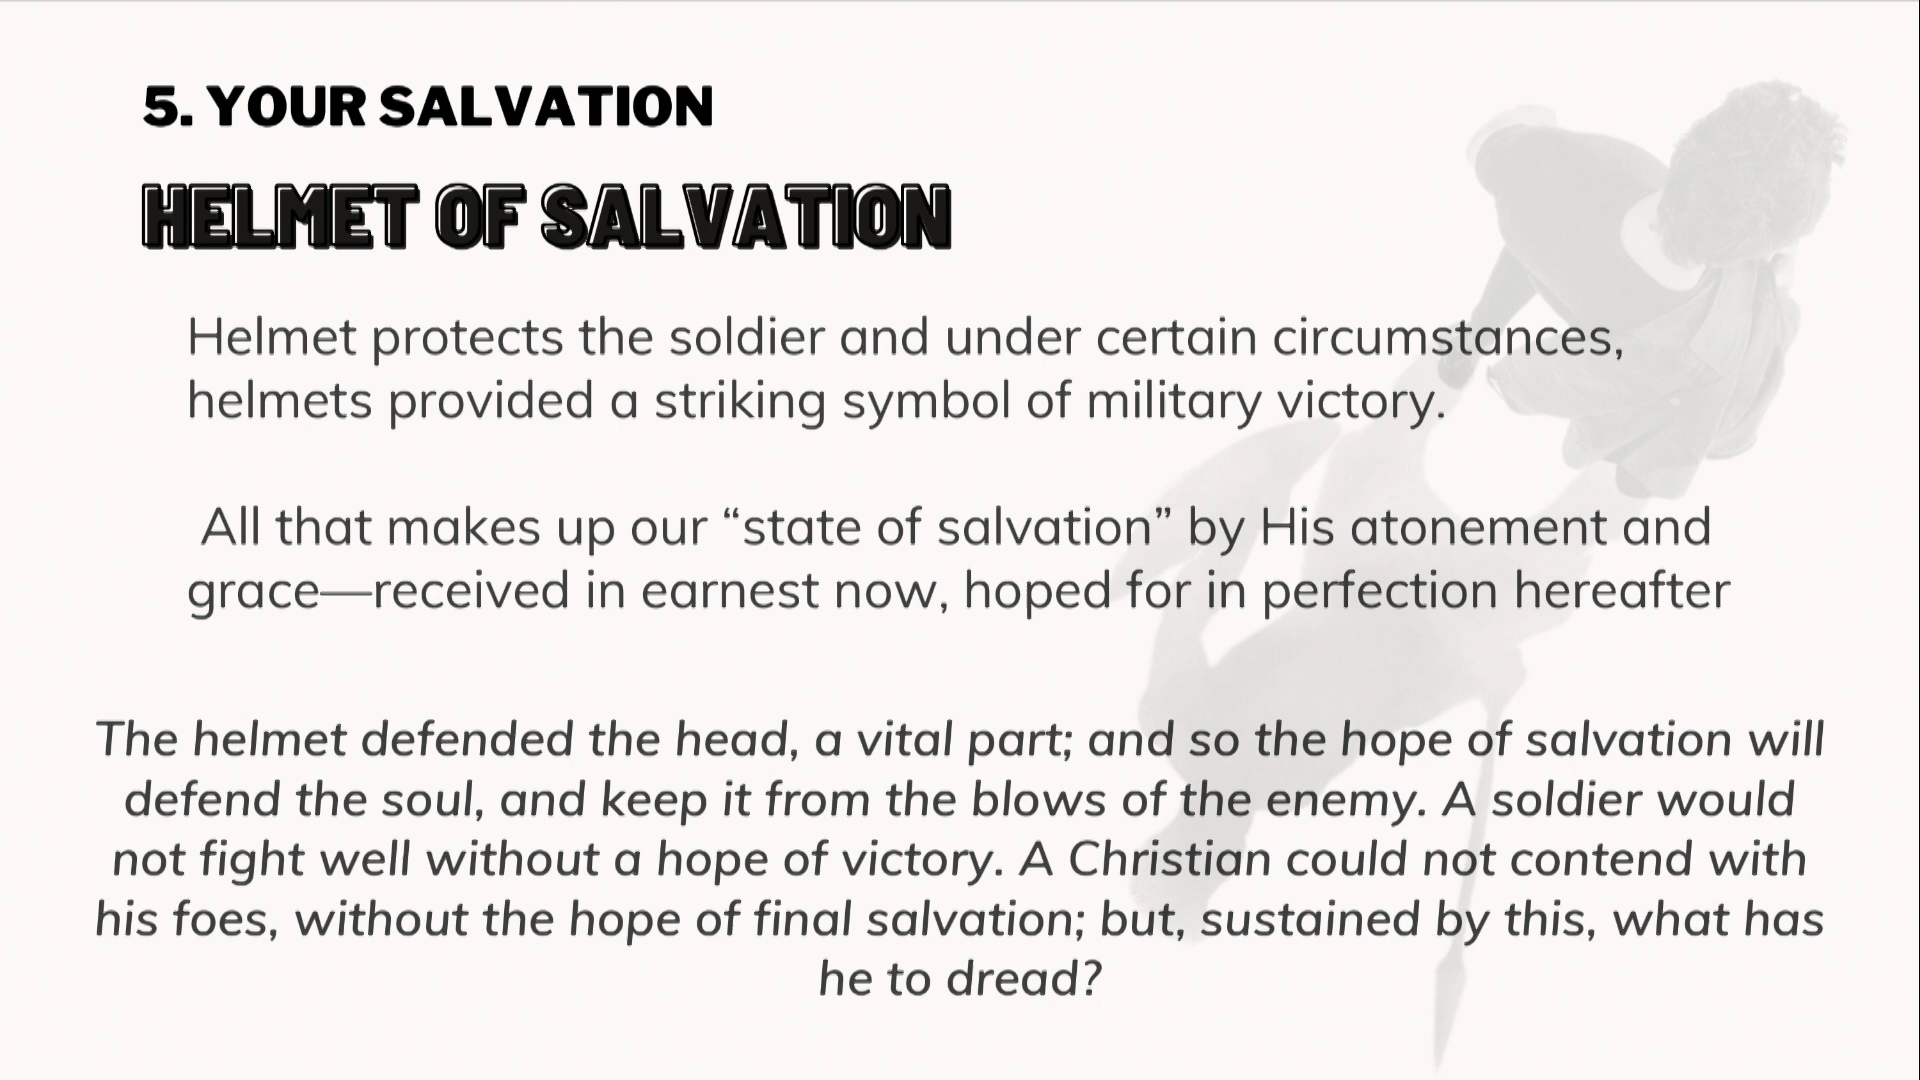 5. YOUR SALVATION
HELMET OF SALVATION
Helmet protects the soldier and under certain circumstances,
helmets provided a striking symbol of military victory.
All that makes up our “state of salvation” by His atonement and
grace—received in earnest now, hoped for in perfection hereafter
The helmet defended the head, a vital part; and so the hope of salvation will
defend the soul, and keep it from the blows of the enemy. A soldier would
not fight well without a hope of victory. A Christian could not contend with
his foes, without the hope of final salvation; but, sustained by this, what has
he to dread?